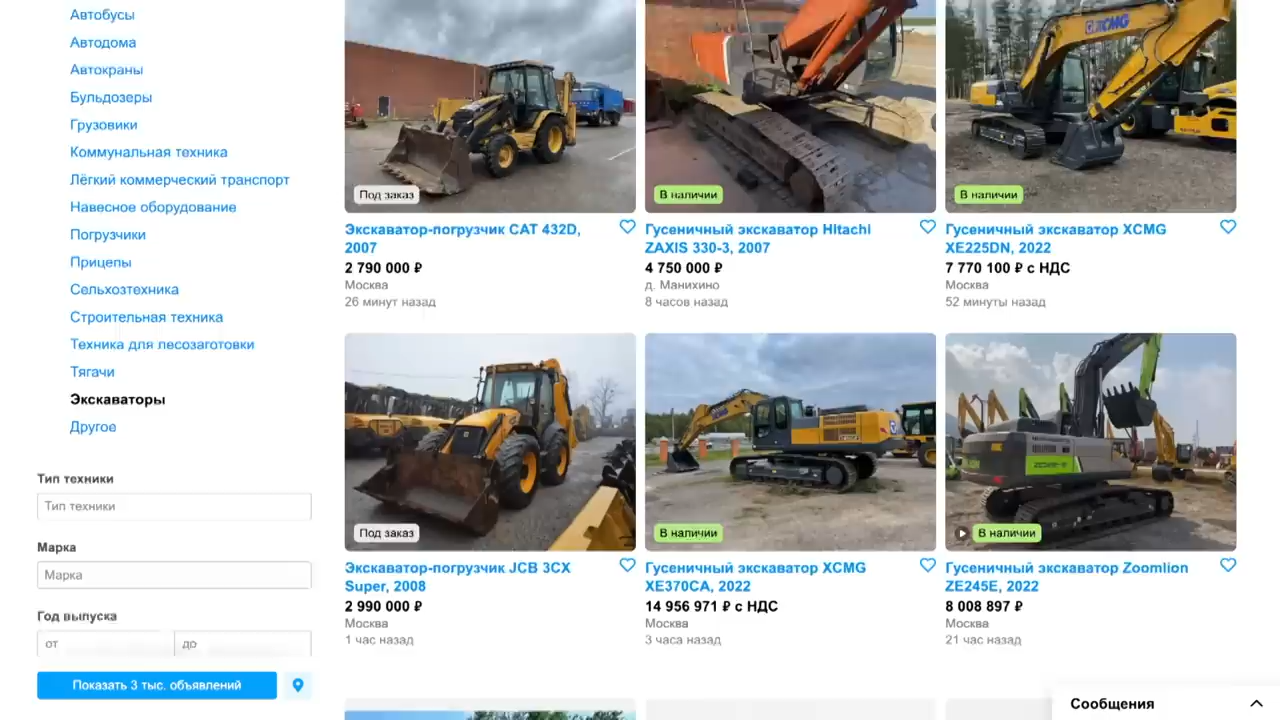 Автобусы
Автодома
Автокраны
Бульдозеры
Грузовики
Коммунальная техника
Лёгкий коммерческий транспорт
Навесное оборудование
Погрузчики
Прицепы
Сельхозтехника
Строительная техника
Техника для лесозаготовки
Тягачи
Экскаваторы
Другое
Тип техники
Тип техники
Марка
Марка
Год выпуска
от
до
Показать 3 тыс. объявлений
Под заказ
Экскаватор-погрузчик CAT 432D,
2007
2 790 000 ₽
Москва
26 минут назад
В наличии
Гусеничный экскаватор Hitachi
ZAXIS 330-3, 2007
4 750 000 ₽
д. Манихино
8 часов назад
XCMG
В наличии
Гусеничный экскаватор XCMG
XE225DN, 2022
7 770 100 ₽ с НДС
Москва
52 минуты назад
Под заказ
Экскаватор-погрузчик JCB 3CX
Super, 2008
2 990 000 ₽
Москва
1 час назад
В наличии
Гусеничный экскаватор XCMG
XE370CA, 2022
14 956 971 ₽ с НДС
Москва
3 часа назад
В наличии
Гусеничный экскаватор Zoomlion
ZE245E, 2022
8 008 897 ₽
Москва
21 час назад
Сообщения